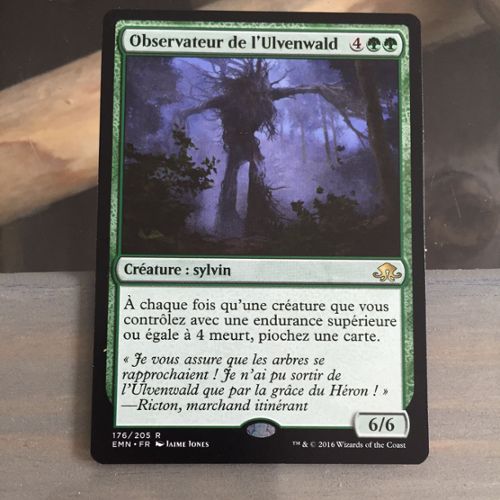 Observateur de l'Ulvenwald 4
Créature : sylvin
À chaque fois qu'une créature que vous
contrôlez avec une endurance supérieure
ou égale à 4 meurt, piochez une carte.
« Je vous assure que les arbres se
rapprochaient ! Je n'ai pu sortir de
l'Ulvenwald que par la grâce du Héron ! »
—Ricton, marchand itinérant
6/6
176/205 R
EMN • FR Jaime Jones
™ & © 2016 Wizards of the Coast